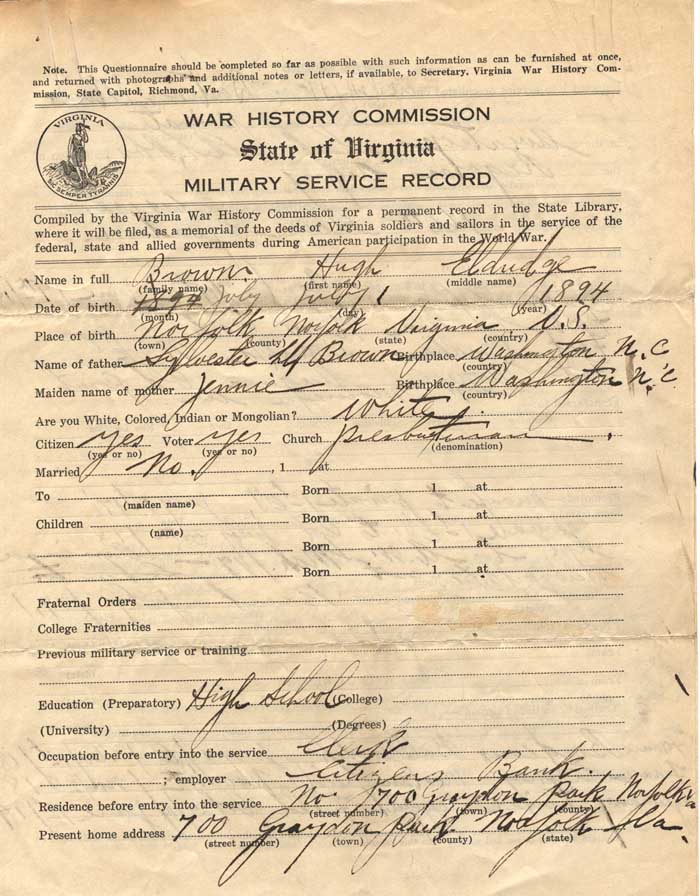 Note. This Questionnaire should be completed so far as possible with such information as can be furnished at once,
and returned with photographs and additional notes or letters, if available, to Secretary, Virginia War History Com-
mission, State Capitol, Richmond, Va.
VIRGINIA
SIC SEMPER TYRANNIS
WAR HISTORY COMMISSION
State of Virginia
MILITARY SERVICE RECORD
Compiled by the Virginia War History Commission for a permanent record in the State Library,
where it will be filed, as a memorial of the deeds of Virginia soldiers and sailors in the service of the
federal, state and allied governments during American participation in the World War.
Name in full Brown Hugh Eldridge
(family name) (first name) (middle name)
Date of birth 1894 July July 1 1894
(month) (day) (year)
Place of birth Norfolk Norfolk Virginia U.S.
(town) (county) (state) (country)
Name of father Sylvester Brown Birthplace Washington N.C
(country)
Maiden name of mother Jennie Birthplace Washington N.C
(country)
Are you White, Colored, Indian or Mongolian? White
Citizen Yes Voter Yes Church Presbyterian
(yes or no) (yes or no) (denomination)
Married No. , 1 at
To Born 1 at
(maiden name)
Children Born 1 at
(name)
Born 1 at
Born 1 at
Fraternal Orders
College Fraternities
Previous military service or training
Education (Preparatory) High School (College)
(University) (Degrees)
Occupation before entry into the service Clerk
; employer Citizens Bank.
Residence before entry into the service No. 700 Graydon Park Norfolk Va
(street number) (town) (county)
Present home address 700 Graydon Park Norfolk Va.
(street number) (town) (county) (state)